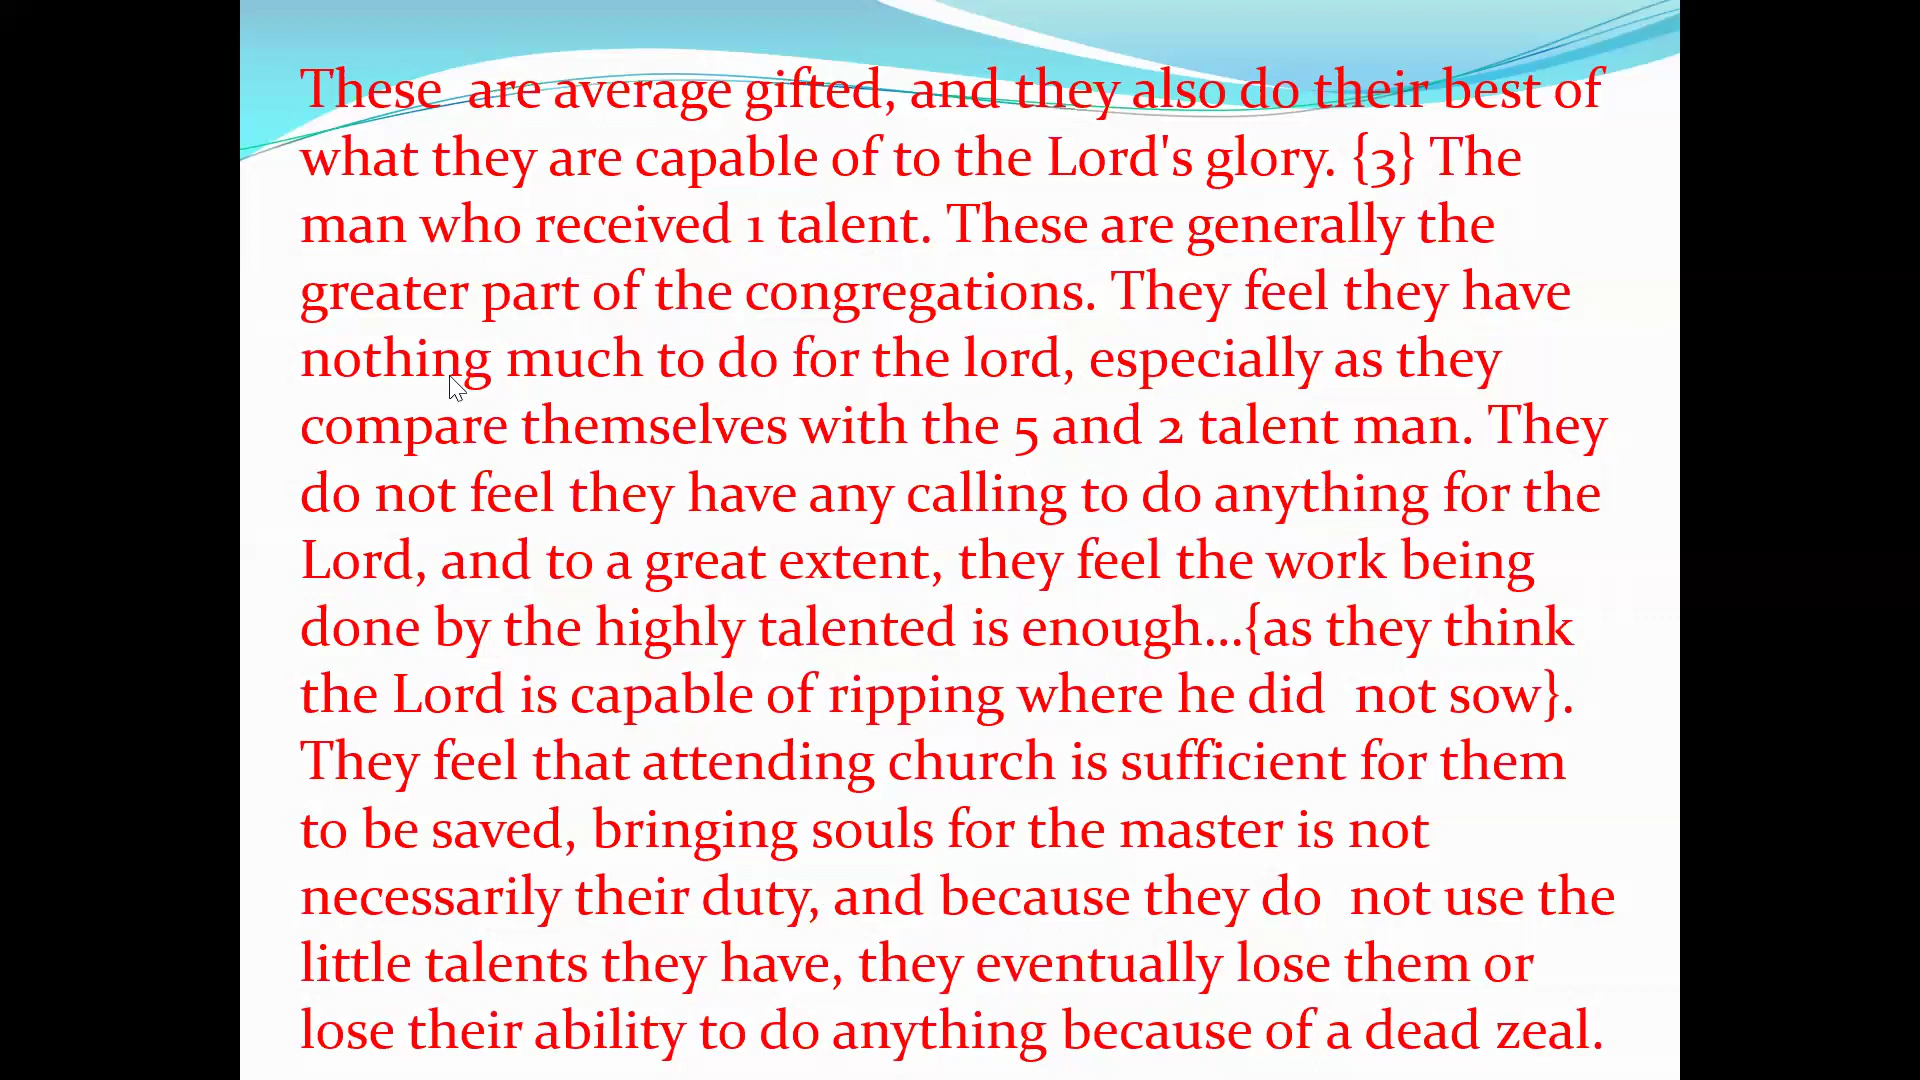 These  are average gifted, and they also do their best of
what they are capable of to the Lord's glory. {3} The
man who received 1 talent. These are generally the
greater part of the congregations. They feel they have
nothing much to do for the lord, especially as they
compare themselves with the 5 and 2 talent man. They
do not feel they have any calling to do anything for the
Lord, and to a great extent, they feel the work being
done by the highly talented is enough...{as they think
the Lord is capable of ripping where he did  not sow}.
They feel that attending church is sufficient for them
to be saved, bringing souls for the master is not
necessarily their duty, and because they do  not use the
little talents they have, they eventually lose them or
lose their ability to do anything because of a dead zeal.